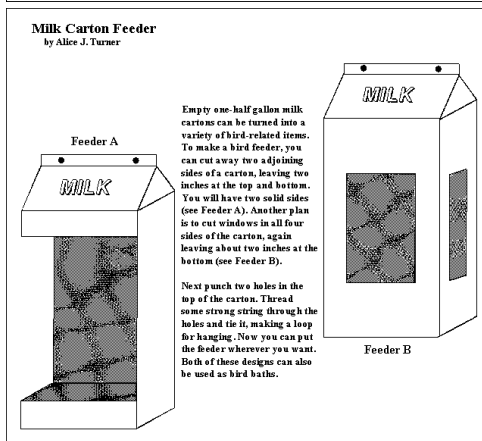 Milk Carton Feeder
by Alice J. Turner
Feeder A
MILK
Empty one-half gallon milk
cartons can be turned into a
variety of bird-related items.
To make a bird feeder, you
can cut away two adjoining
sides of a carton, leaving two
inches at the top and bottom.
You will have two solid sides
(see Feeder A). Another plan
is to cut windows in all four
sides of the carton, again
leaving about two inches at the
bottom (see Feeder B).
Next punch two holes in the
top of the carton. Thread
some strong string through the
holes and tie it, making a loop
for hanging. Now you can put
the feeder wherever you want.
Both of these designs can also
be used as bird baths.
MILK
Feeder B